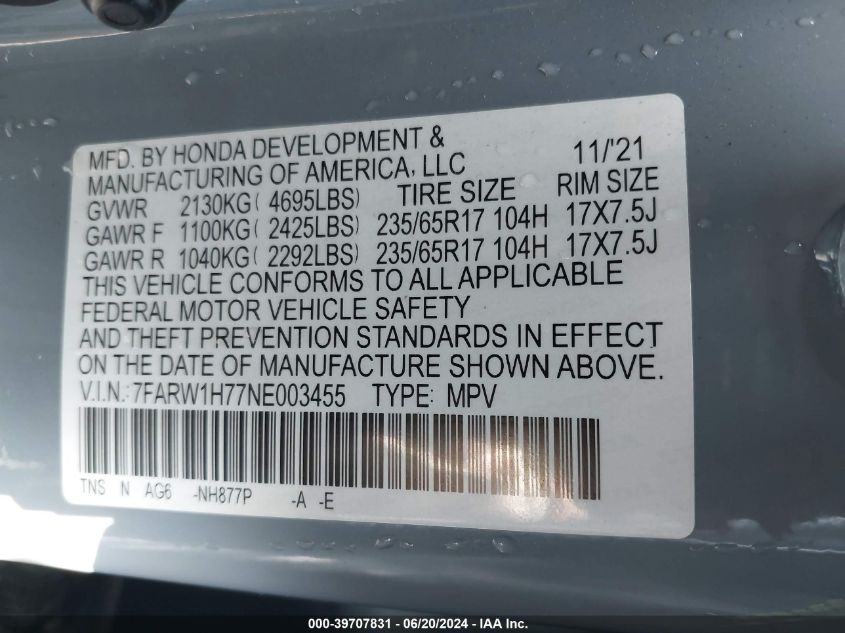 MFD. BY HONDA DEVELOPMENT & 11/'21
MANUFACTURING OF AMERICA, LLC
GVWR 2130KG( 4695LBS) TIRE SIZE RIM SIZE
GAWR F 1100KG( 2425LBS) 235/65R17 104H 17X7.5J
GAWR R 1040KG( 2292LBS) 235/65R17 104H 17X7.5J
THIS VEHICLE CONFORMS TO ALL APPLICABLE
FEDERAL MOTOR VEHICLE SAFETY
AND THEFT PREVENTION STANDARDS IN EFFECT
ON THE DATE OF MANUFACTURE SHOWN ABOVE.
V.I.N.:7FARW1H77NE003455 TYPE: MPV
TNS N AG6 -NH877P -A -E
000-39707831 - 06/20/2024 - IAA Inc.